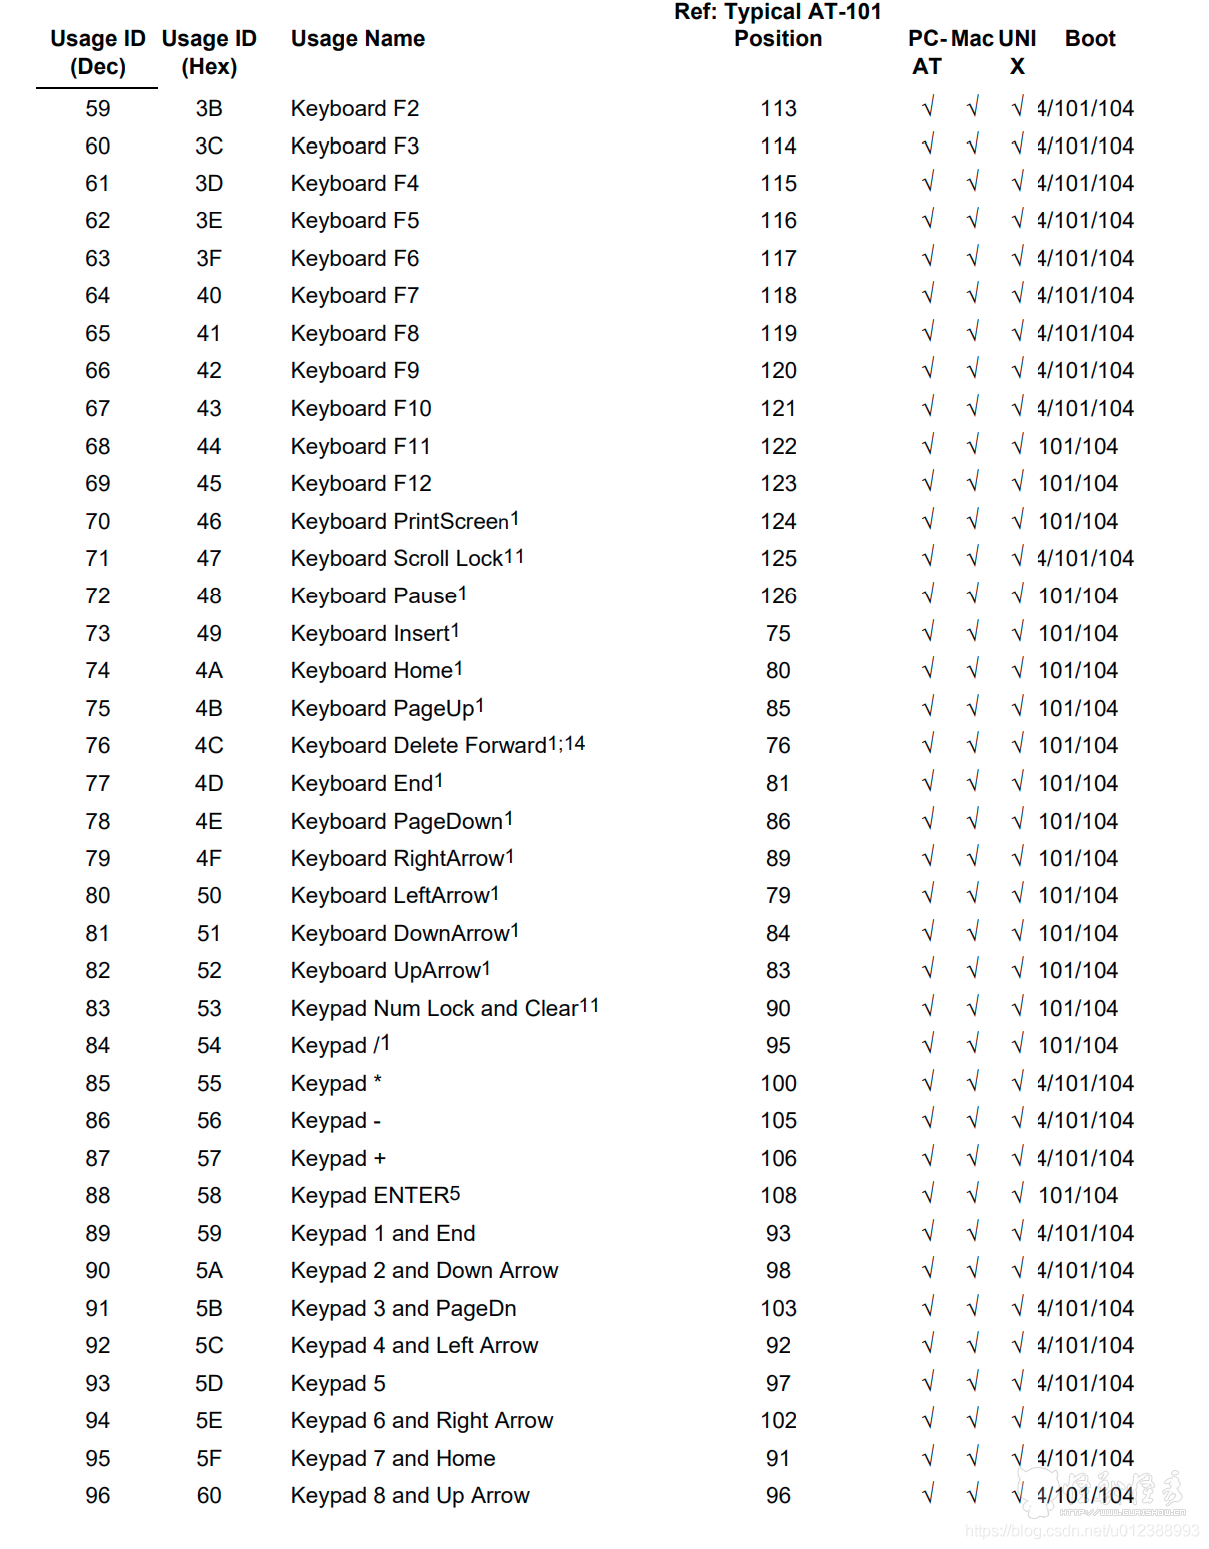 Ref: Typical AT-101
Usage ID Usage ID Usage Name Position PC- Mac UNI Boot
(Dec) (Hex) AT X
59 3B Keyboard F2 113 √ √ √ 4/101/104
60 3C Keyboard F3 114 √ √ √ 4/101/104
61 3D Keyboard F4 115 √ √ √ 4/101/104
62 3E Keyboard F5 116 √ √ √ 4/101/104
63 3F Keyboard F6 117 √ √ √ 4/101/104
64 40 Keyboard F7 118 √ √ √ 4/101/104
65 41 Keyboard F8 119 √ √ √ 4/101/104
66 42 Keyboard F9 120 √ √ √ 4/101/104
67 43 Keyboard F10 121 √ √ √ 4/101/104
68 44 Keyboard F11 122 √ √ √ 101/104
69 45 Keyboard F12 123 √ √ √ 101/104
70 46 Keyboard PrintScreen1 124 √ √ √ 101/104
71 47 Keyboard Scroll Lock11 125 √ √ √ 4/101/104
72 48 Keyboard Pause1 126 √ √ √ 101/104
73 49 Keyboard Insert1 75 √ √ √ 101/104
74 4A Keyboard Home1 80 √ √ √ 101/104
75 4B Keyboard PageUp1 85 √ √ √ 101/104
76 4C Keyboard Delete Forward1;14 76 √ √ √ 101/104
77 4D Keyboard End1 81 √ √ √ 101/104
78 4E Keyboard PageDown1 86 √ √ √ 101/104
79 4F Keyboard RightArrow1 89 √ √ √ 101/104
80 50 Keyboard LeftArrow1 79 √ √ √ 101/104
81 51 Keyboard DownArrow1 84 √ √ √ 101/104
82 52 Keyboard UpArrow1 83 √ √ √ 101/104
83 53 Keypad Num Lock and Clear11 90 √ √ √ 101/104
84 54 Keypad /1 95 √ √ √ 101/104
85 55 Keypad * 100 √ √ √ 4/101/104
86 56 Keypad - 105 √ √ √ 4/101/104
87 57 Keypad + 106 √ √ √ 4/101/104
88 58 Keypad ENTER5 108 √ √ √ 101/104
89 59 Keypad 1 and End 93 √ √ √ 4/101/104
90 5A Keypad 2 and Down Arrow 98 √ √ √ 4/101/104
91 5B Keypad 3 and PageDn 103 √ √ √ 4/101/104
92 5C Keypad 4 and Left Arrow 92 √ √ √ 4/101/104
93 5D Keypad 5 97 √ √ √ 4/101/104
94 5E Keypad 6 and Right Arrow 102 √ √ √ 4/101/104
95 5F Keypad 7 and Home 91 √ √ √ 4/101/104
96 60 Keypad 8 and Up Arrow 96 √ √ √ 4/101/104
https://blog.csdn.net/u012388993